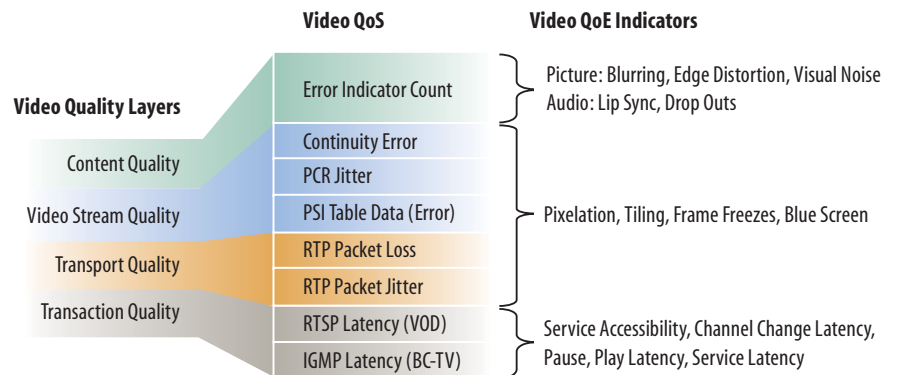 Video QoS
Video QoE Indicators
Video Quality Layers
Content Quality
Video Stream Quality
Transport Quality
Transaction Quality
Error Indicator Count
Continuity Error
PCR Jitter
PSI Table Data (Error)
RTP Packet Loss
RTP Packet Jitter
RTSP Latency (VOD)
IGMP Latency (BC-TV)
Picture: Blurring, Edge Distortion, Visual Noise
Audio: Lip Sync, Drop Outs
Pixelation, Tiling, Frame Freezes, Blue Screen
Service Accessibility, Channel Change Latency,
Pause, Play Latency, Service Latency